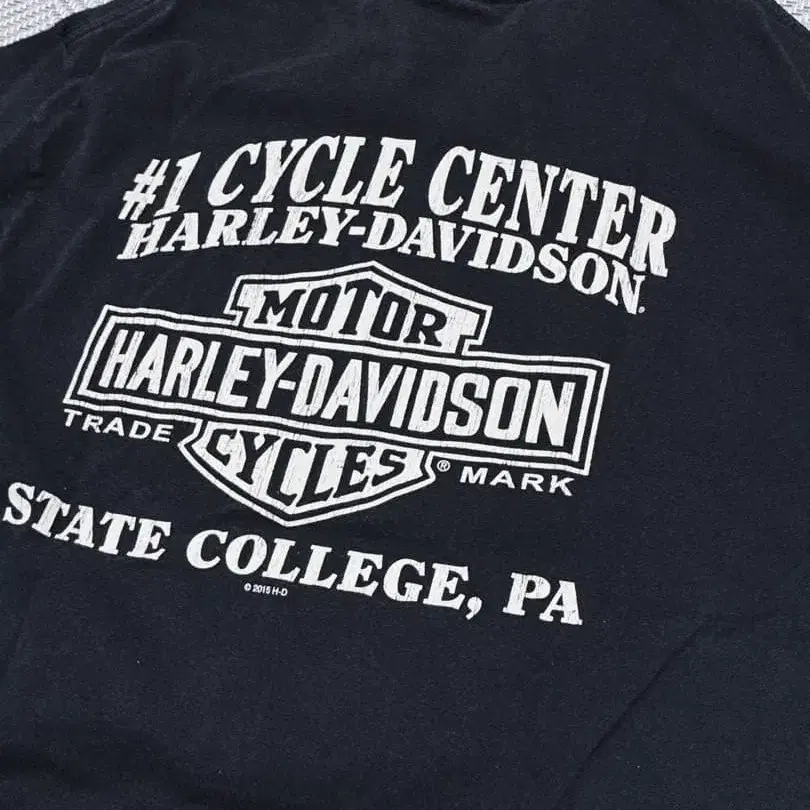 #1 CYCLE CENTER
HARLEY-DAVIDSON.
MOTOR
HARLEY-DAVIDSON
CYCLES
TRADE ® MARK
STATE COLLEGE, PA
© 2015 H-D